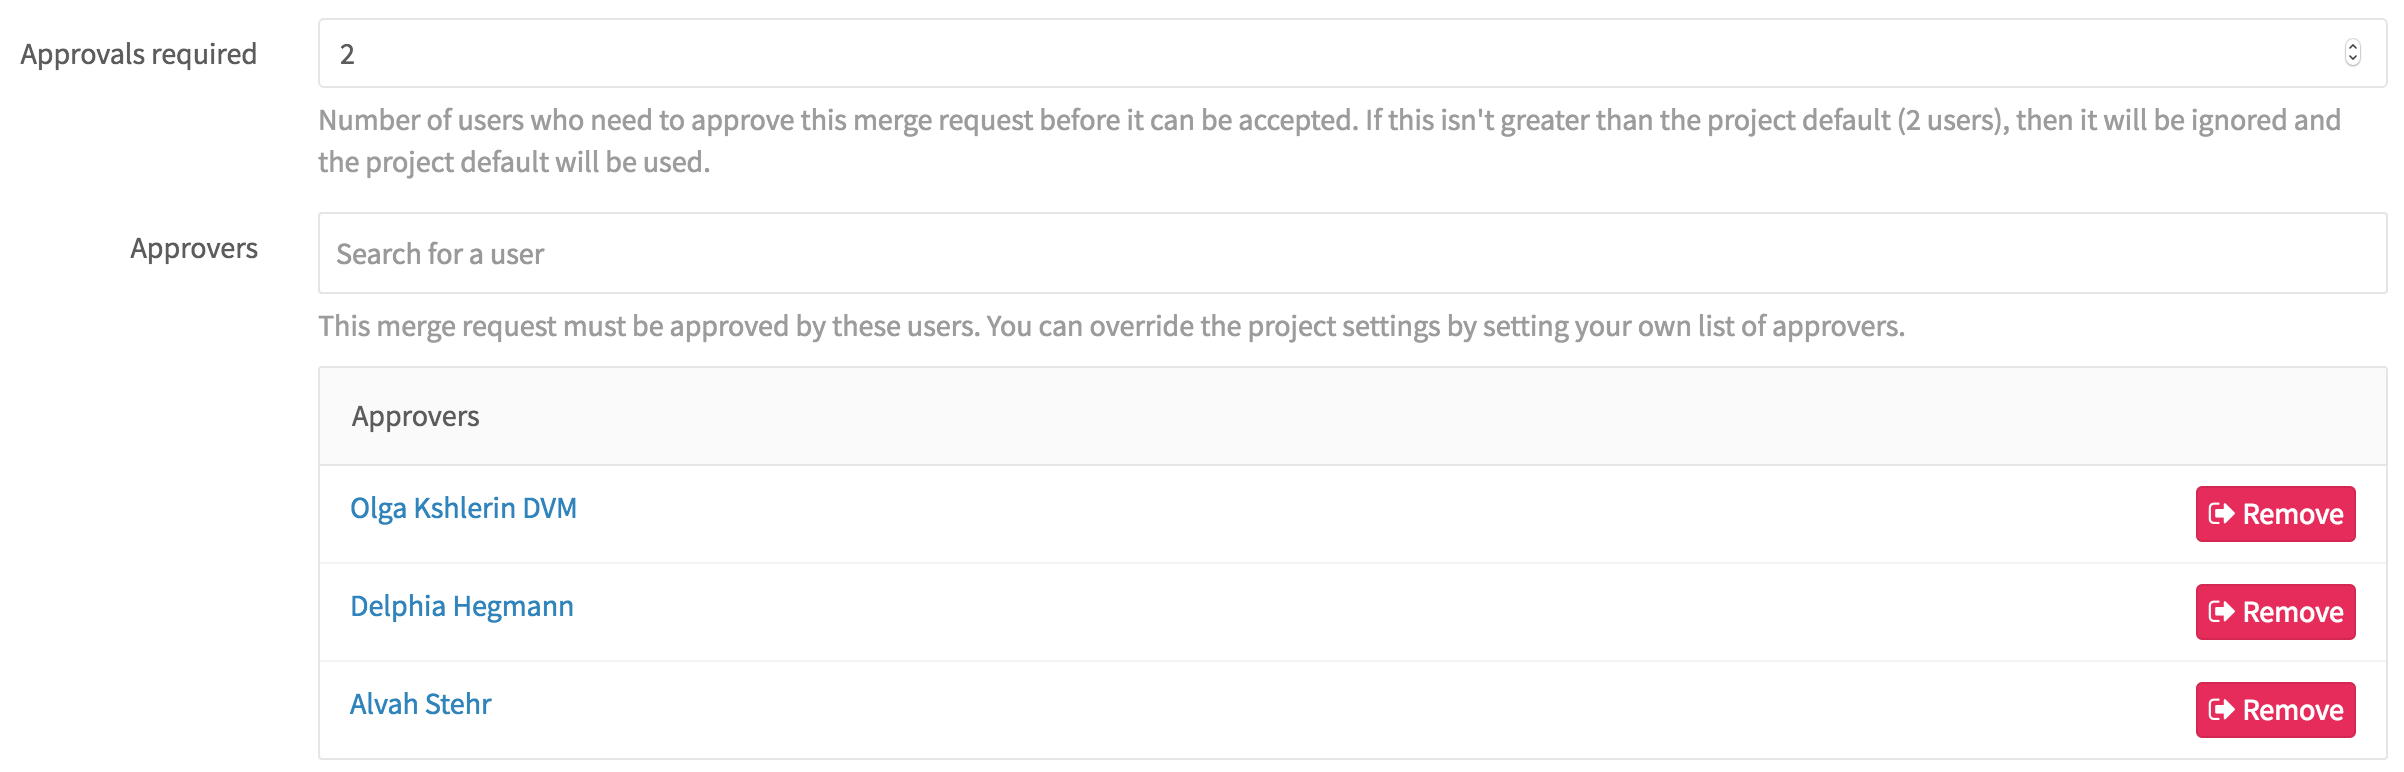 Approvals required
2
Number of users who need to approve this merge request before it can be accepted. If this isn't greater than the project default (2 users), then it will be ignored and
the project default will be used.
Approvers
Search for a user
This merge request must be approved by these users. You can override the project settings by setting your own list of approvers.
Approvers
Olga Kshlerin DVM
Remove
Delphia Hegmann
Remove
Alvah Stehr
Remove